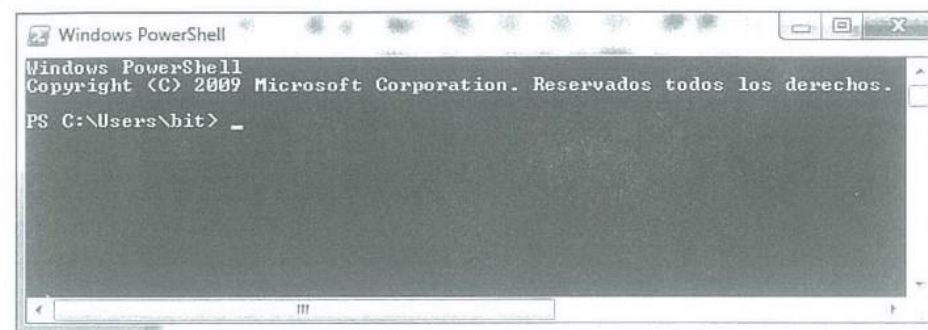 Windows PowerShell
Windows PowerShell
Copyright (C) 2009 Microsoft Corporation. Reservados todos los derechos.
PS C:\Users\bit> _